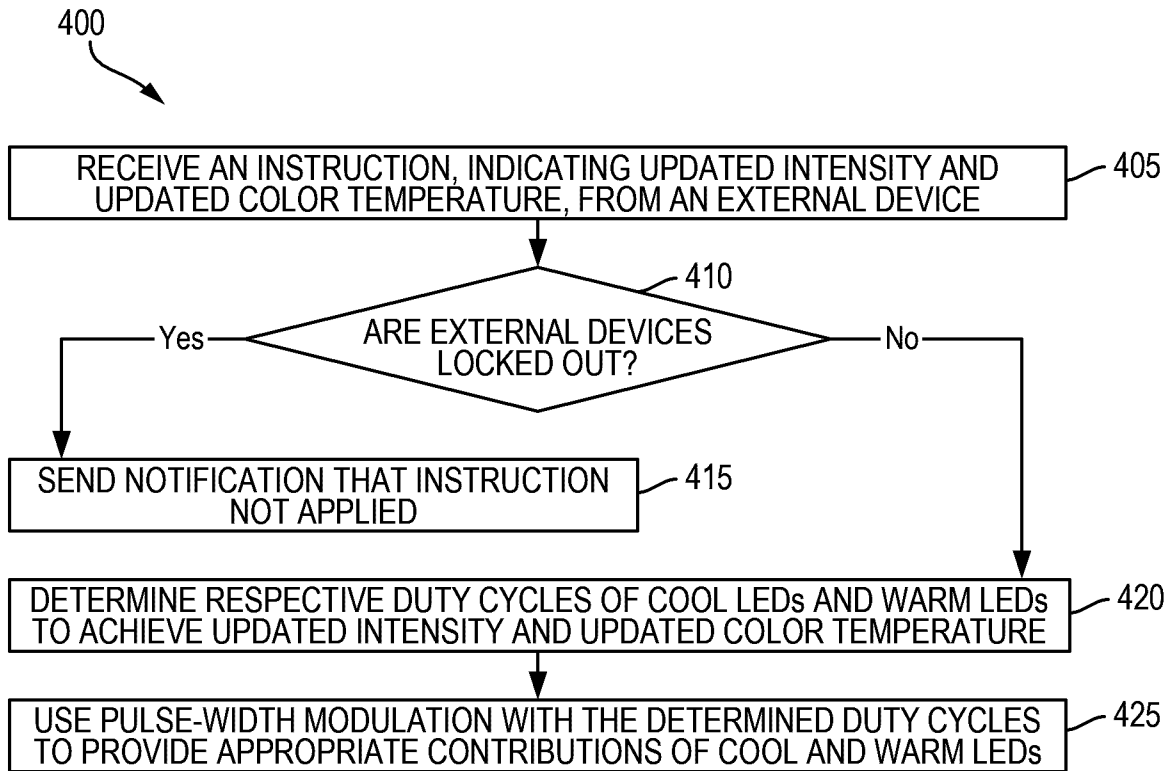 400
RECEIVE AN INSTRUCTION, INDICATING UPDATED INTENSITY AND
UPDATED COLOR TEMPERATURE, FROM AN EXTERNAL DEVICE
405
410
ARE EXTERNAL DEVICES
LOCKED OUT?
Yes
No
SEND NOTIFICATION THAT INSTRUCTION
NOT APPLIED
415
DETERMINE RESPECTIVE DUTY CYCLES OF COOL LEDs AND WARM LEDs
TO ACHIEVE UPDATED INTENSITY AND UPDATED COLOR TEMPERATURE
420
USE PULSE-WIDTH MODULATION WITH THE DETERMINED DUTY CYCLES
TO PROVIDE APPROPRIATE CONTRIBUTIONS OF COOL AND WARM LEDs
425